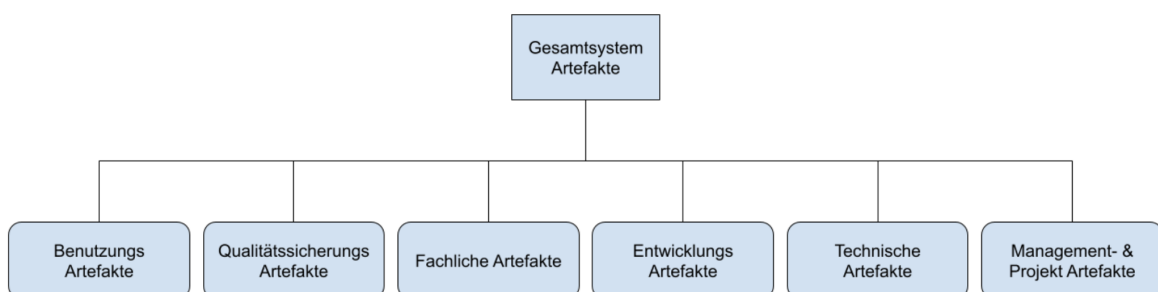 Gesamtsystem
Artefakte
Benutzungs
Artefakte
Qualitätssicherungs
Artefakte
Fachliche Artefakte
Entwicklungs
Artefakte
Technische
Artefakte
Management- &
Projekt Artefakte